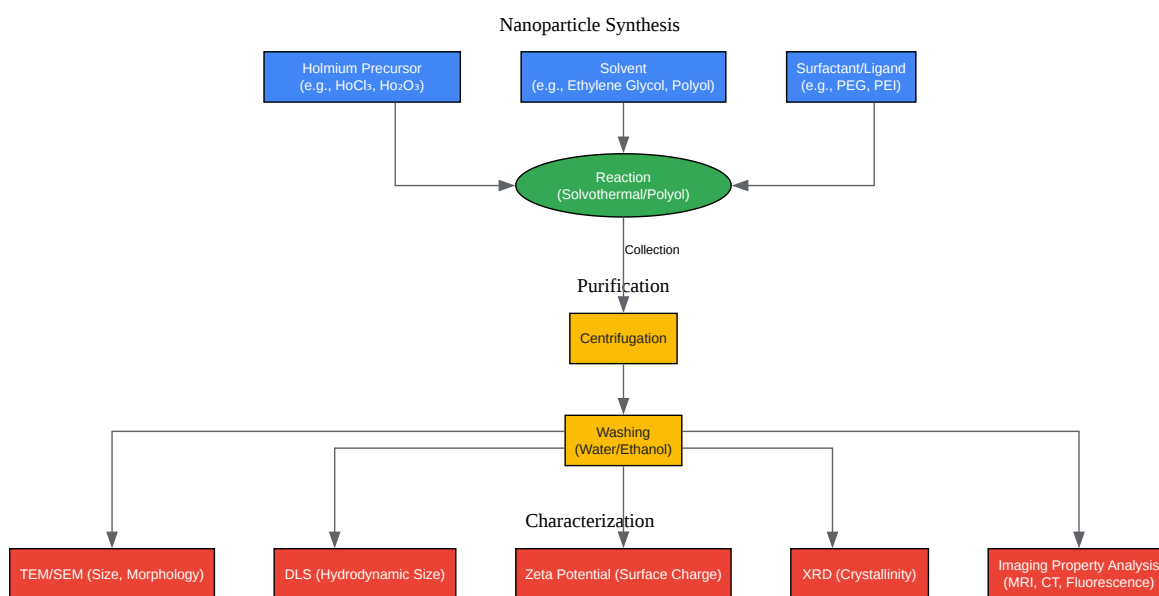 Nanoparticle Synthesis
Holmium Precursor
(e.g., HoCl₃, Ho₂O₃)
Solvent
(e.g., Ethylene Glycol, Polyol)
Surfactant/Ligand
(e.g., PEG, PEI)
Reaction
(Solvothermal/Polyol)
Collection
Purification
Centrifugation
Washing
(Water/Ethanol)
Characterization
TEM/SEM (Size, Morphology)
DLS (Hydrodynamic Size)
Zeta Potential (Surface Charge)
XRD (Crystallinity)
Imaging Property Analysis
(MRI, CT, Fluorescence)